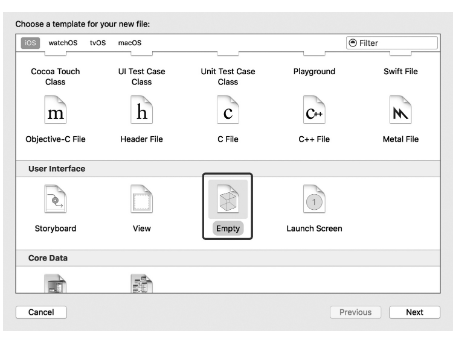 Choose a template for your new file:
iOS watchOS tvOS macOS Filter
Cocoa Touch Class
UI Test Case Class
Unit Test Case Class
Playground
Swift File
m h c C++
Objective-C File Header File C File C++ File Metal File
User Interface
1
Storyboard View Empty Launch Screen
Core Data
Cancel Previous Next